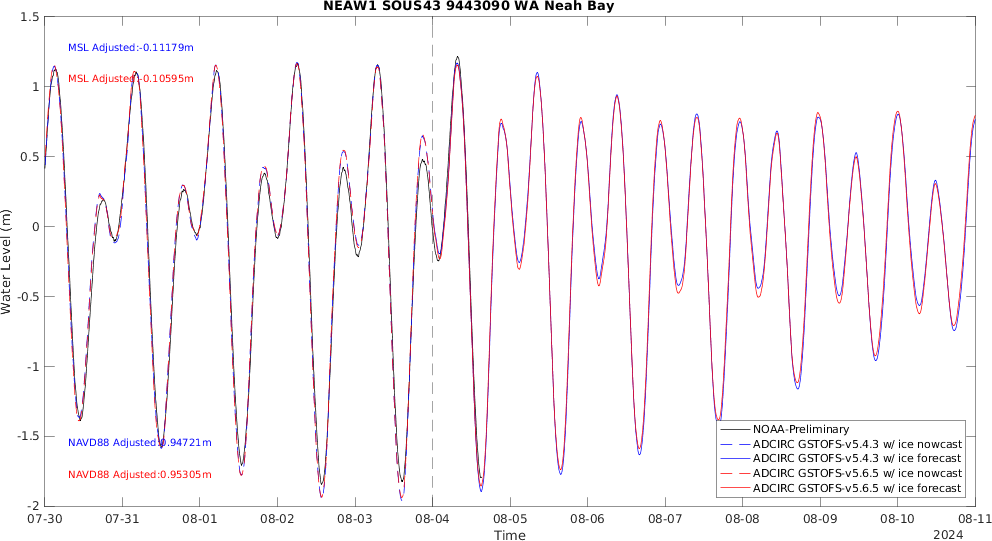 NEAW1 SOUS43 9443090 WA Neah Bay
1.5
1
0.5
0
-0.5
-1
-1.5
-2
Water Level (m)
MSL Adjusted:-0.11179m
MSL Adjusted:-0.10595m
NAVD88 Adjusted:0.94721m
NAVD88 Adjusted:0.95305m
NOAA-Preliminary
ADCIRC GSTOFS-v5.4.3 w/ ice nowcast
ADCIRC GSTOFS-v5.4.3 w/ ice forecast
ADCIRC GSTOFS-v5.6.5 w/ ice nowcast
ADCIRC GSTOFS-v5.6.5 w/ ice forecast
07-30 07-31 08-01 08-02 08-03 08-04 08-05 08-06 08-07 08-08 08-09 08-10 08-11
Time
2024